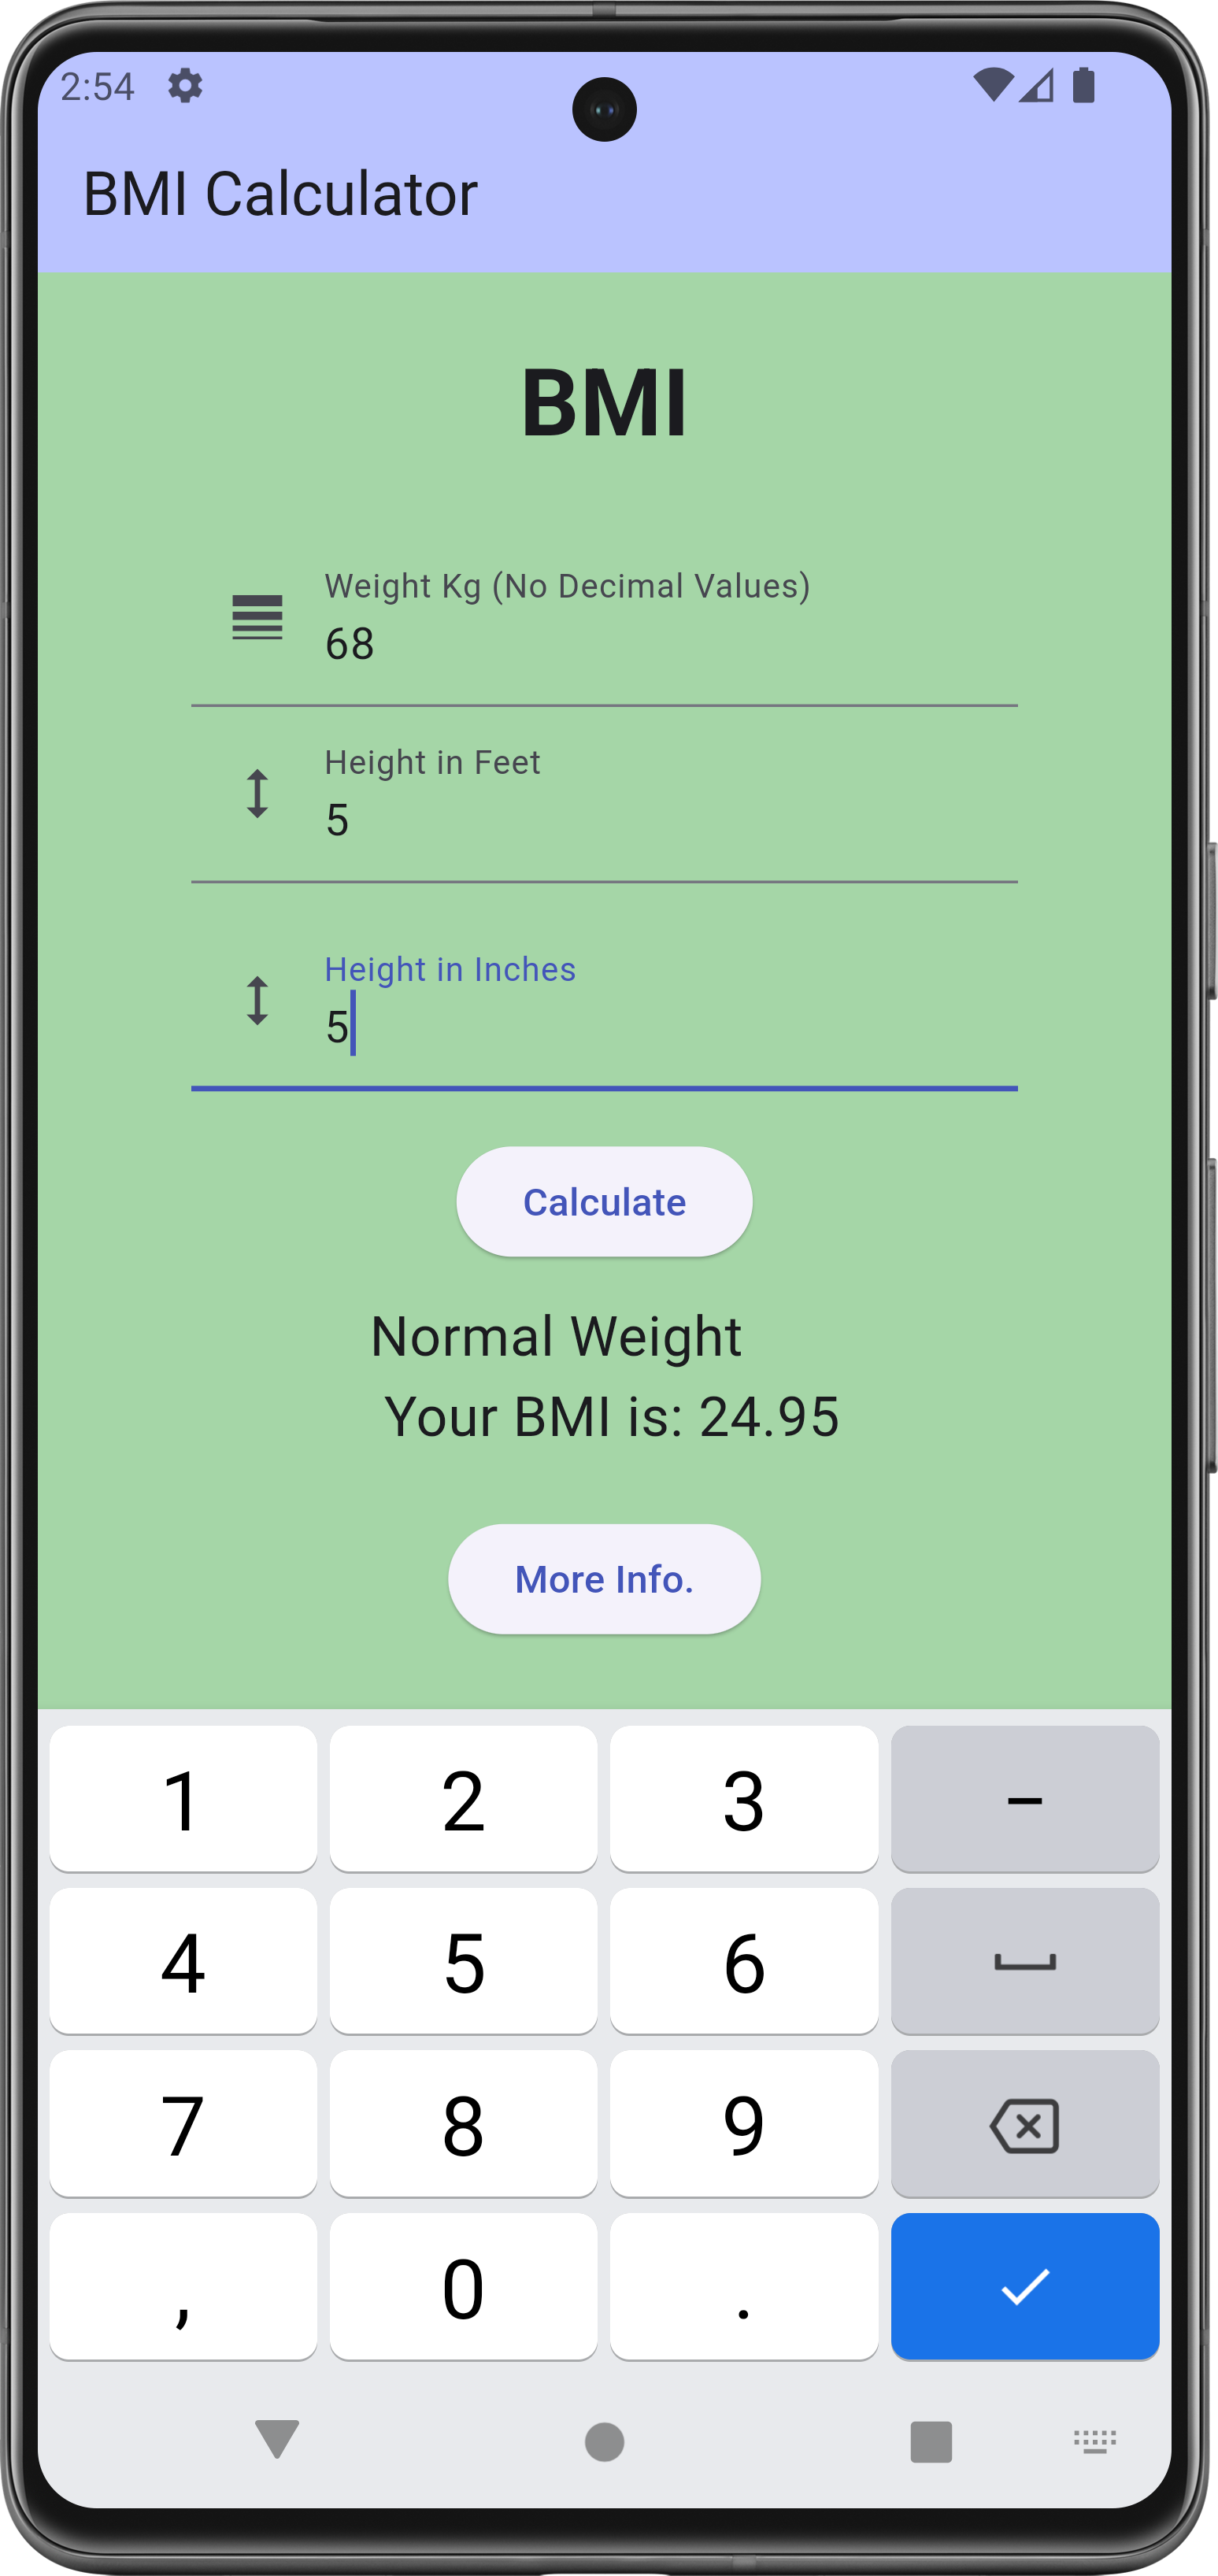 2:54
BMI Calculator
BMI
Weight Kg (No Decimal Values)
68
Height in Feet
5
Height in Inches
5
Calculate
Normal Weight
Your BMI is: 24.95
More Info.
1 2 3 –
4 5 6
7 8 9
, 0 .